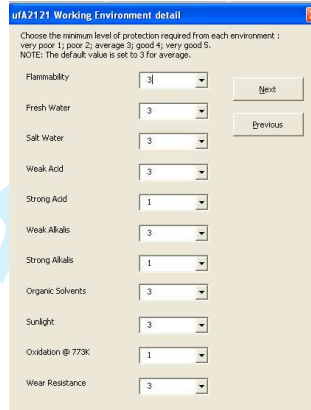 ufA2121 Working Environment detail
Choose the minimum level of protection required from each environment :
very poor 1; poor 2; average 3; good 4; very good 5.
NOTE: The default value is set to 3 for average.
Flammability 3
Next
Fresh Water 3
Previous
Salt Water 3
Weak Acid 3
Strong Acid 1
Weak Alkalis 3
Strong Alkalis 1
Organic Solvents 3
Sunlight 3
Oxidation @ 773K 1
Wear Resistance 3